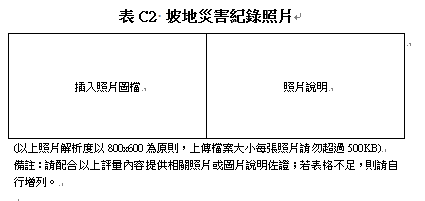 表 C2 坡地災害紀錄照片
插入照片圖檔
照片說明
(以上照片解析度以 800x600 為原則，上傳檔案大小每張照片請勿超過 500KB)
備註：請配合以上評量內容提供相關照片或圖片說明佐證；若表格不足，則請自
行增列。